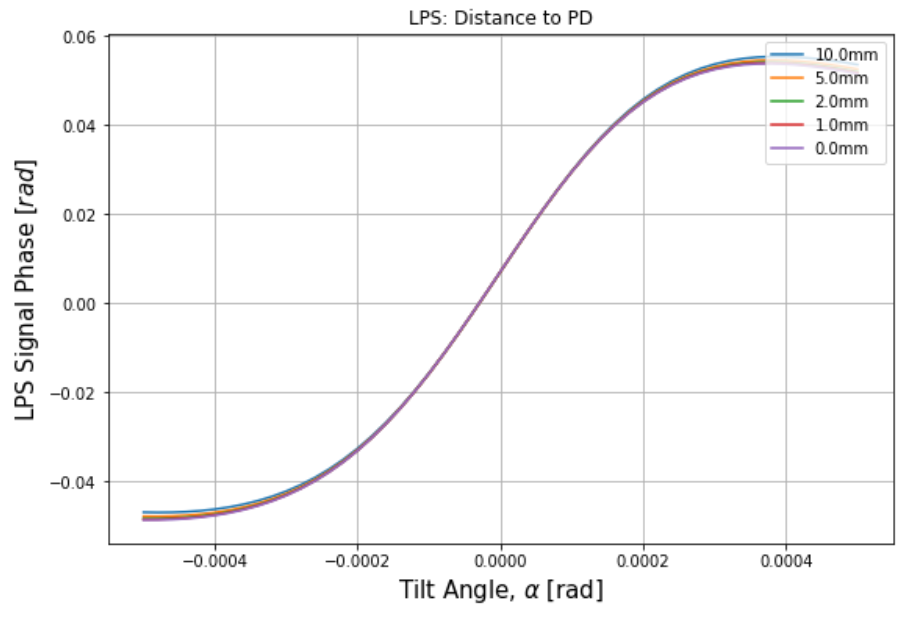 LPS: Distance to PD
LPS Signal Phase [rad]
0.06
0.04
0.02
0.00
−0.02
−0.04
10.0mm
5.0mm
2.0mm
1.0mm
0.0mm
−0.0004
−0.0002
0.0000
0.0002
0.0004
Tilt Angle, α [rad]